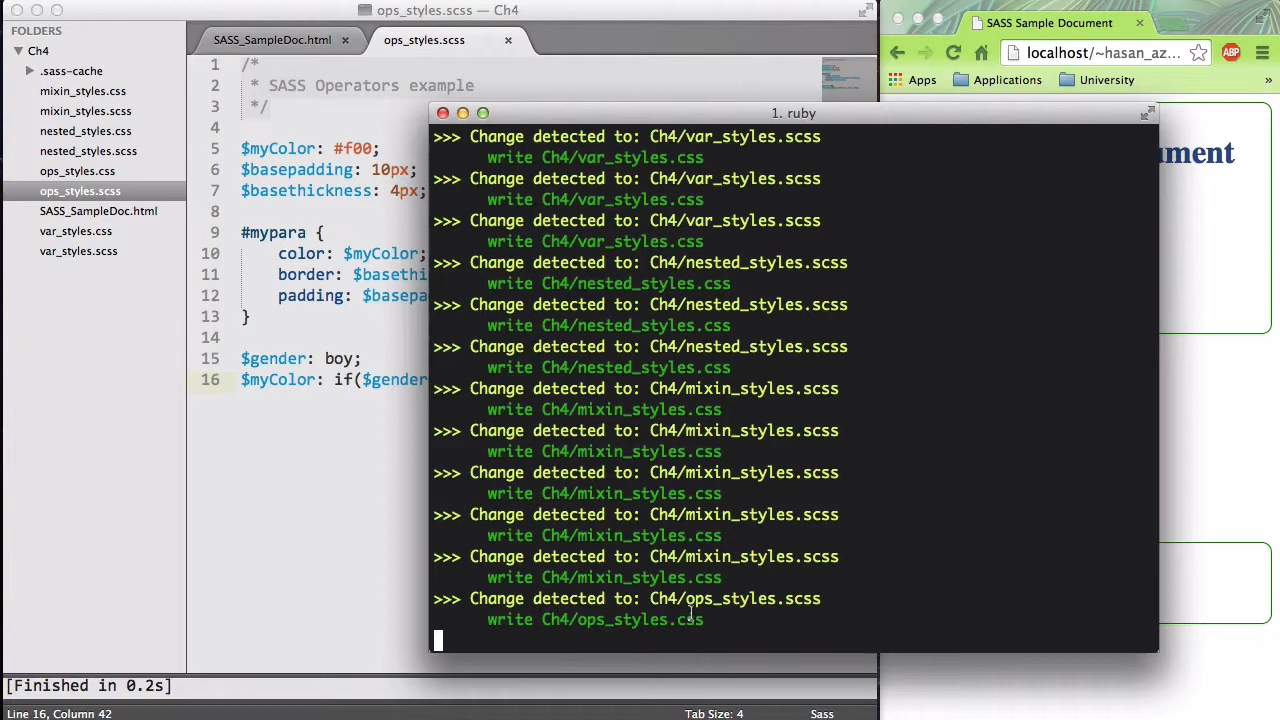 ops_styles.scss — Ch4
FOLDERS
Ch4
.sass-cache
mixin_styles.css
mixin_styles.scss
nested_styles.css
nested_styles.scss
ops_styles.css
ops_styles.scss
SASS_SampleDoc.html
var_styles.css
var_styles.scss
SASS_SampleDoc.html ×
ops_styles.scss ×
1 /*
2 * SASS Operators example
3 */
4
5 $myColor: #f00;
6 $basepadding: 10px;
7 $basethickness: 4px;
8
9 #mypara {
10 color: $myColor;
11 border: $basethi
12 padding: $basepa
13 }
14
15 $gender: boy;
16 $myColor: if($gender
[Finished in 0.2s]
Line 16, Column 42
Tab Size: 4
Sass
1. ruby
>>> Change detected to: Ch4/var_styles.scss
write Ch4/var_styles.css
>>> Change detected to: Ch4/var_styles.scss
write Ch4/var_styles.css
>>> Change detected to: Ch4/var_styles.scss
write Ch4/var_styles.css
>>> Change detected to: Ch4/nested_styles.scss
write Ch4/nested_styles.css
>>> Change detected to: Ch4/nested_styles.scss
write Ch4/nested_styles.css
>>> Change detected to: Ch4/nested_styles.scss
write Ch4/nested_styles.css
>>> Change detected to: Ch4/mixin_styles.scss
write Ch4/mixin_styles.css
>>> Change detected to: Ch4/mixin_styles.scss
write Ch4/mixin_styles.css
>>> Change detected to: Ch4/mixin_styles.scss
write Ch4/mixin_styles.css
>>> Change detected to: Ch4/mixin_styles.scss
write Ch4/mixin_styles.css
>>> Change detected to: Ch4/mixin_styles.scss
write Ch4/mixin_styles.css
>>> Change detected to: Ch4/ops_styles.scss
write Ch4/ops_styles.css
SASS Sample Document ×
localhost/~hasan_az
ABP
Apps
Applications
University
»
ument